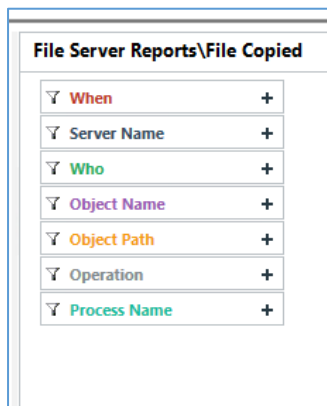 File Server Reports\File Copied
When +
Server Name +
Who +
Object Name +
Object Path +
Operation +
Process Name +